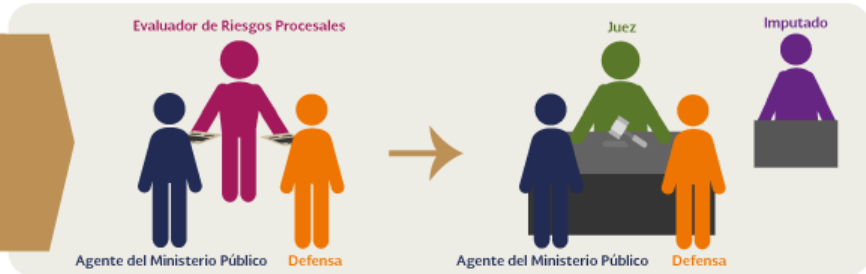 Evaluador de Riesgos Procesales
Agente del Ministerio Público
Defensa
Juez
Imputado
Agente del Ministerio Público
Defensa